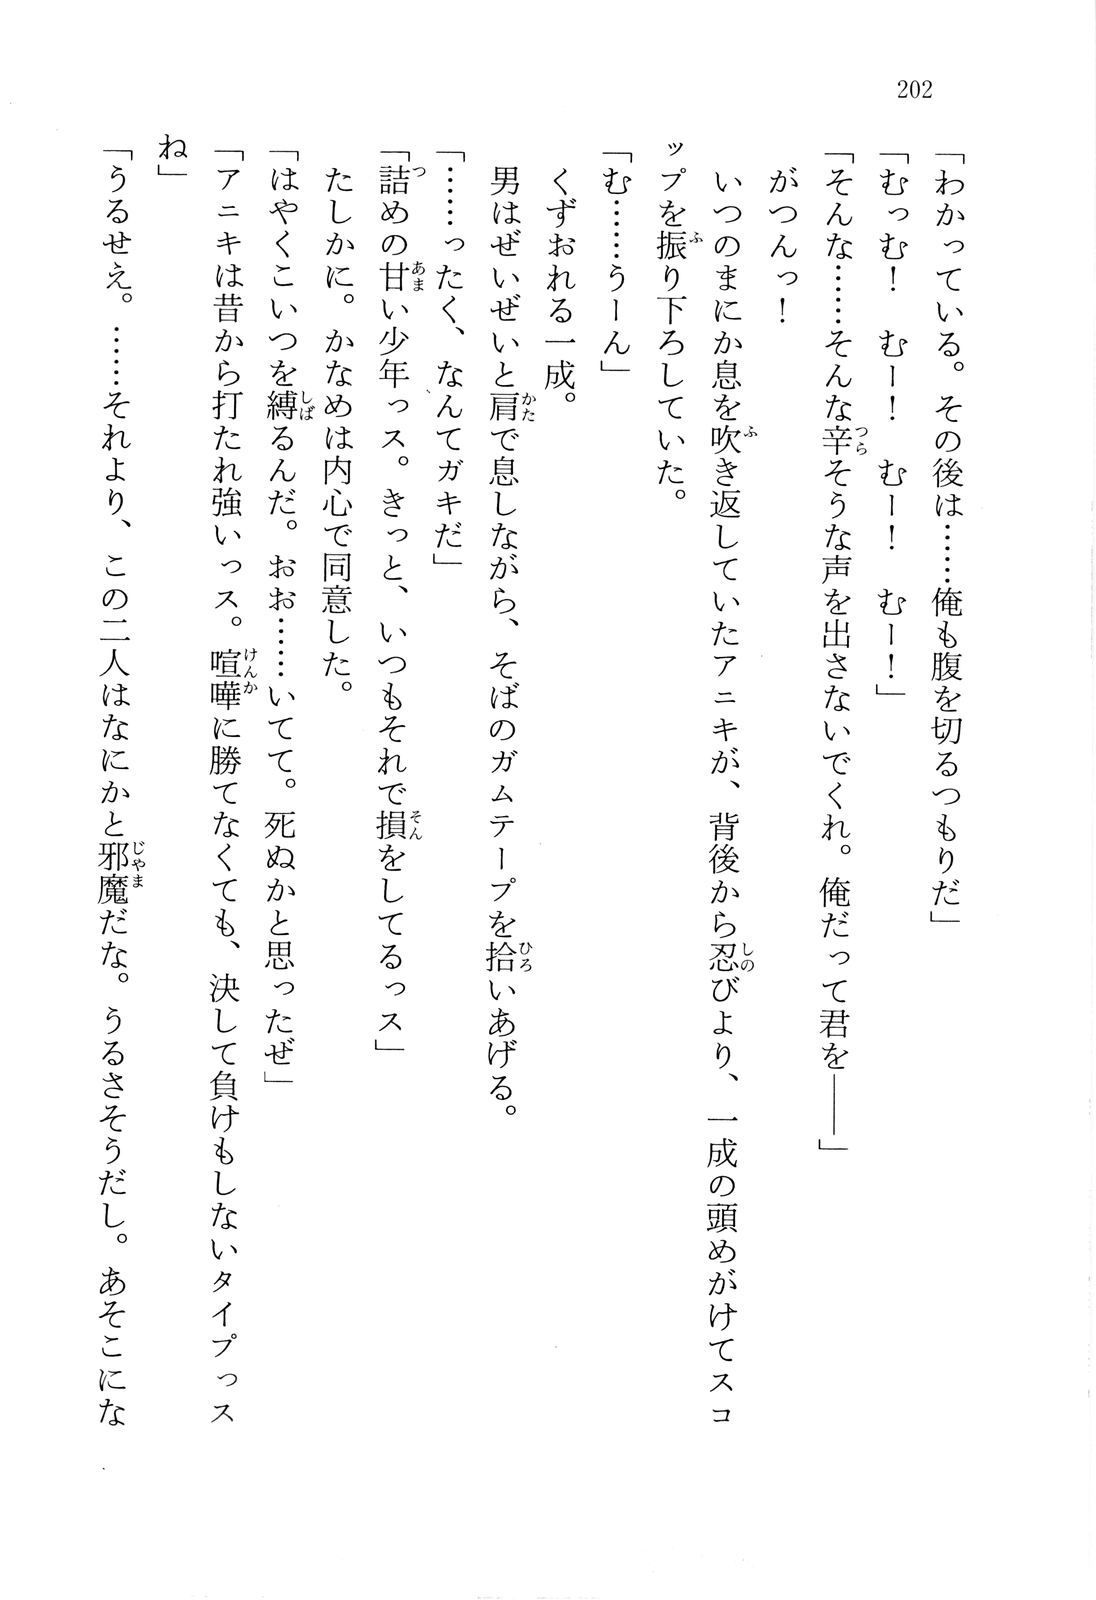 202
「わかっている。その後は……俺も腹を切るつもりだ」
「むっむ！　むー！　むー！　むー！」
「そんな……そんな辛そうな声を出さないでくれ。俺だって君を――」
がつんっ！
いつのまにか息を吹き返していたアニキが、背後から忍びより、一成の頭めがけてスコ
ップを振り下ろしていた。
「む……うーん」
くずおれる一成。
男はぜいぜいと肩で息しながら、そばのガムテープを拾いあげる。
「……ったく、なんてガキだ」
「詰めの甘い少年っス。きっと、いつもそれで損をしてるっス」
たしかに。かなめは内心で同意した。
「はやくこいつを縛るんだ。おお……いてて。死ぬかと思ったぜ」
「アニキは昔から打たれ強いっス。喧嘩に勝てなくても、決して負けもしないタイプっス
ね」
「うるせえ。……それより、この二人はなにかと邪魔だな。うるさそうだし。あそこにな